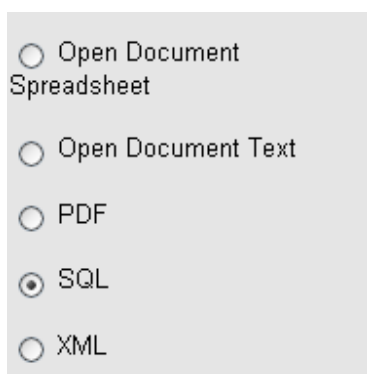 Open Document
Spreadsheet
Open Document Text
PDF
SQL
XML